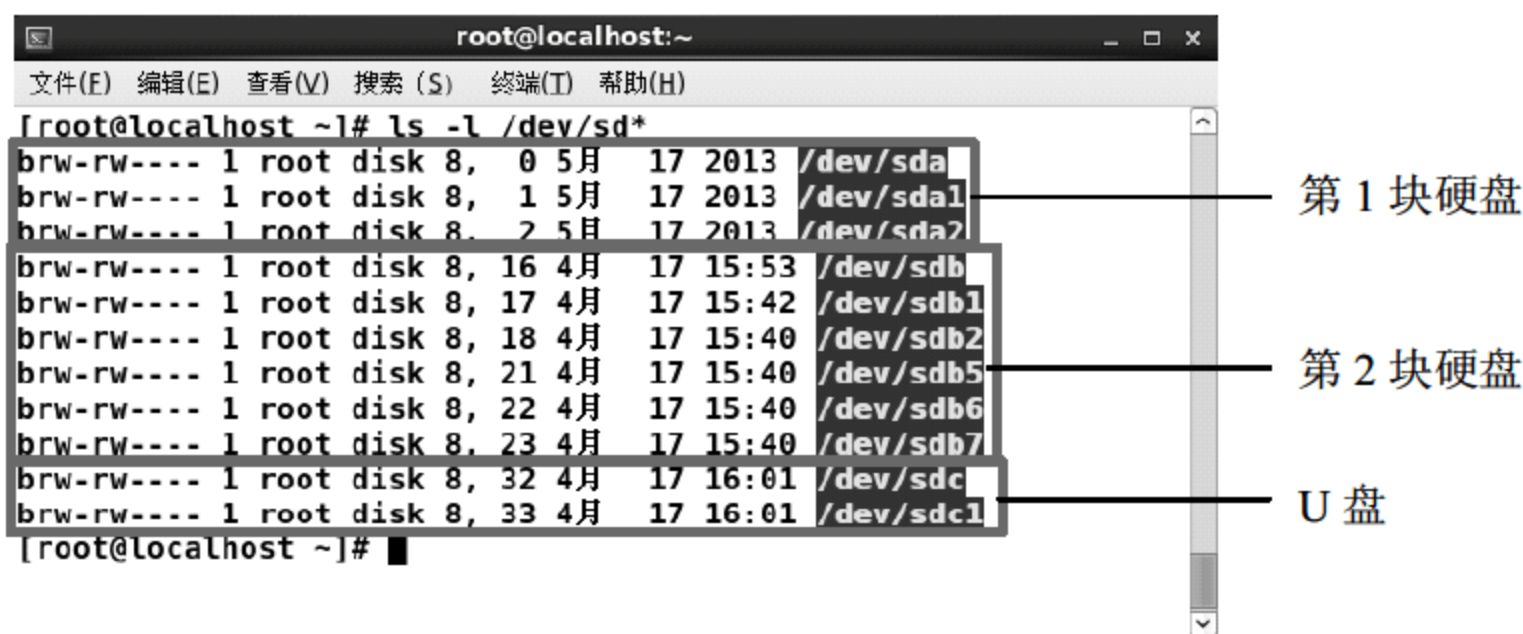 root@localhost:~
文件(F) 编辑(E) 查看(V) 搜索 (S) 终端(T) 帮助(H)
[root@localhost ~]# ls -l /dev/sd*
brw-rw---- 1 root disk 8, 0 5月 17 2013 /dev/sda
brw-rw---- 1 root disk 8, 1 5月 17 2013 /dev/sda1
brw-rw---- 1 root disk 8, 2 5月 17 2013 /dev/sda2
第 1 块硬盘
brw-rw---- 1 root disk 8, 16 4月 17 15:53 /dev/sdb
brw-rw---- 1 root disk 8, 17 4月 17 15:42 /dev/sdb1
brw-rw---- 1 root disk 8, 18 4月 17 15:40 /dev/sdb2
brw-rw---- 1 root disk 8, 21 4月 17 15:40 /dev/sdb5
brw-rw---- 1 root disk 8, 22 4月 17 15:40 /dev/sdb6
brw-rw---- 1 root disk 8, 23 4月 17 15:40 /dev/sdb7
第 2 块硬盘
brw-rw---- 1 root disk 8, 32 4月 17 16:01 /dev/sdc
brw-rw---- 1 root disk 8, 33 4月 17 16:01 /dev/sdc1
U 盘
[root@localhost ~]#